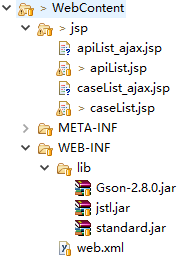 > WebContent
> jsp
apiList_ajax.jsp
> apiList.jsp
caseList_ajax.jsp
> caseList.jsp
META-INF
WEB-INF
lib
Gson-2.8.0.jar
jstl.jar
standard.jar
web.xml